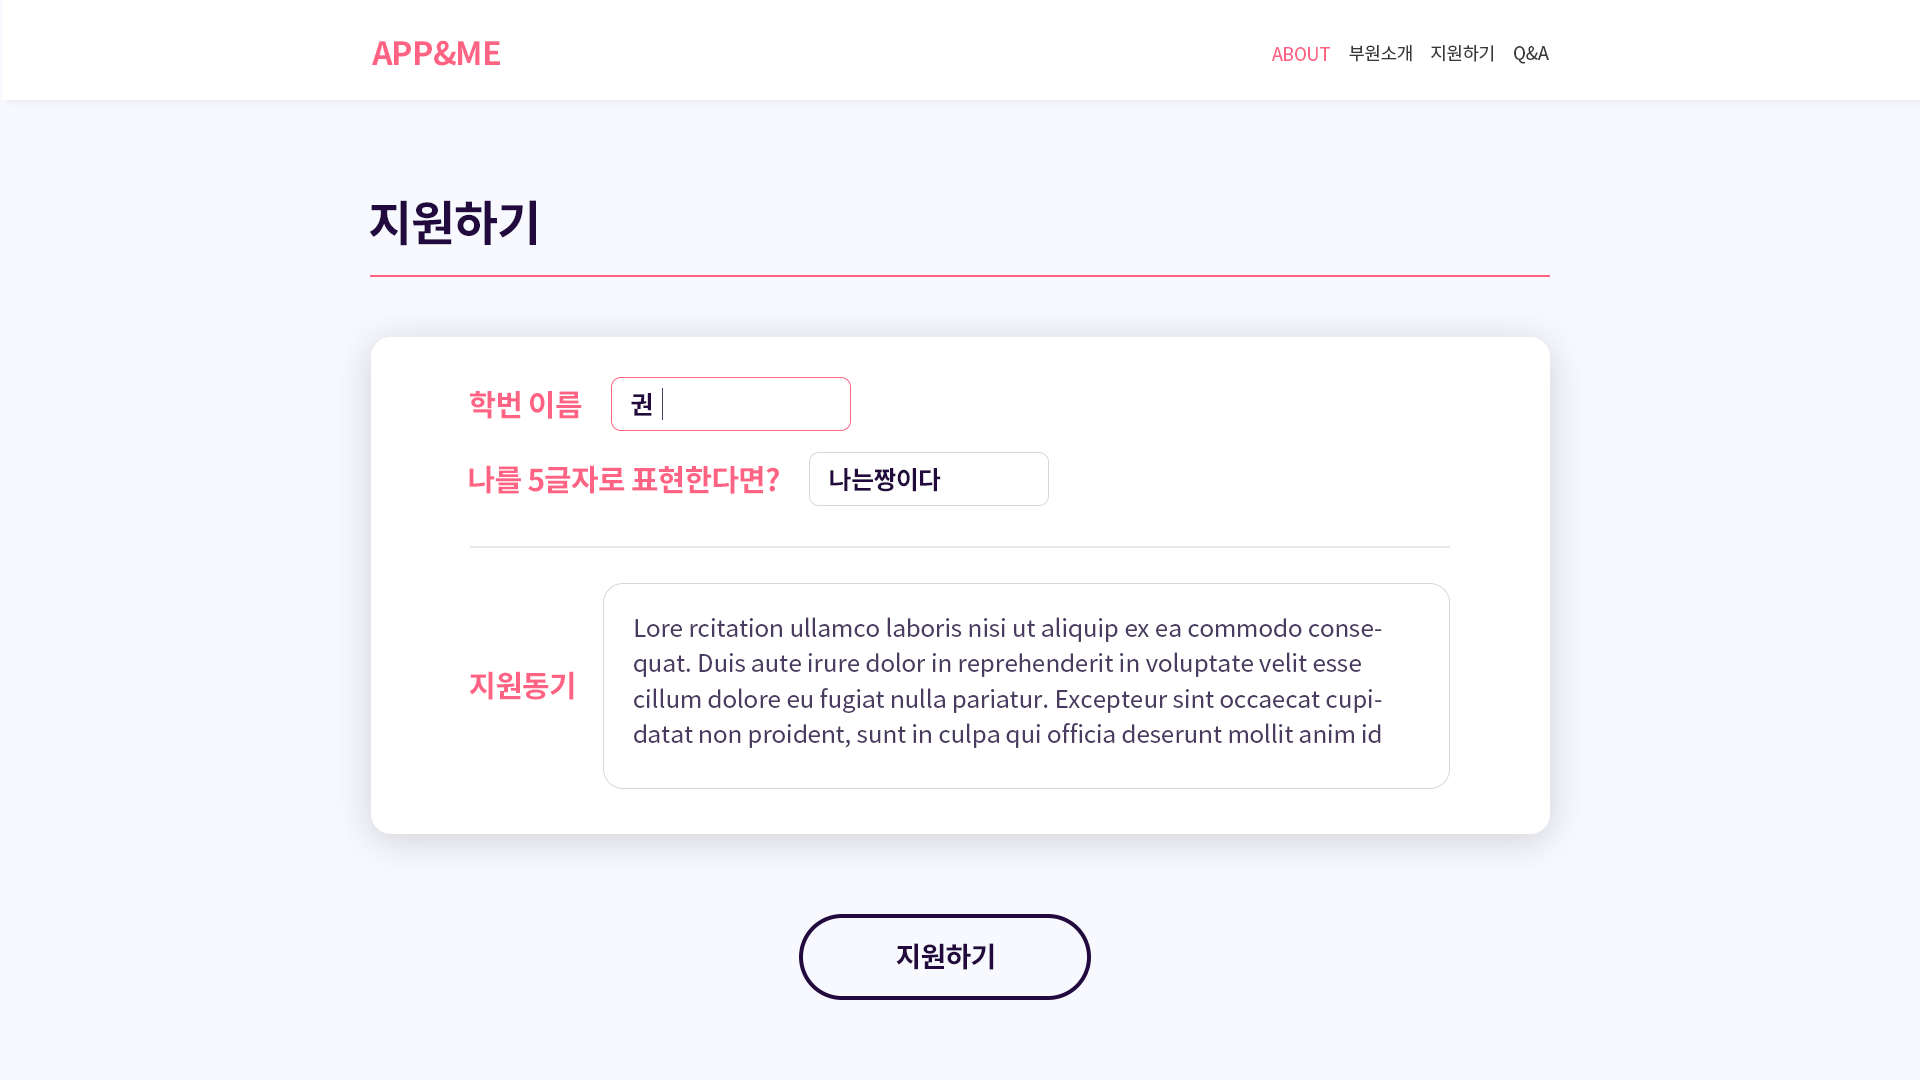 APP&ME
ABOUT 부원소개 지원하기 Q&A
지원하기
학번 이름 권
나를 5글자로 표현한다면? 나는짱이다
지원동기
Lore rcitation ullamco laboris nisi ut aliquip ex ea commodo conse-
quat. Duis aute irure dolor in reprehenderit in voluptate velit esse
cillum dolore eu fugiat nulla pariatur. Excepteur sint occaecat cupi-
datat non proident, sunt in culpa qui officia deserunt mollit anim id
지원하기